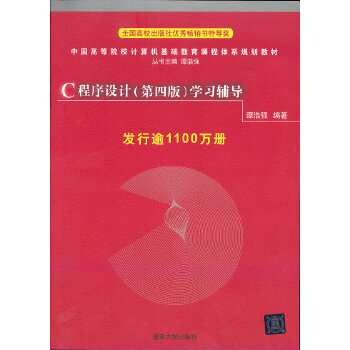 全国高校出版社优秀畅销书特等奖
中国高等院校计算机基础教育课程体系规划教材
丛书主编 谭浩强
C程序设计(第四版)学习辅导
谭浩强 编著
发行逾1100万册
清华大学出版社